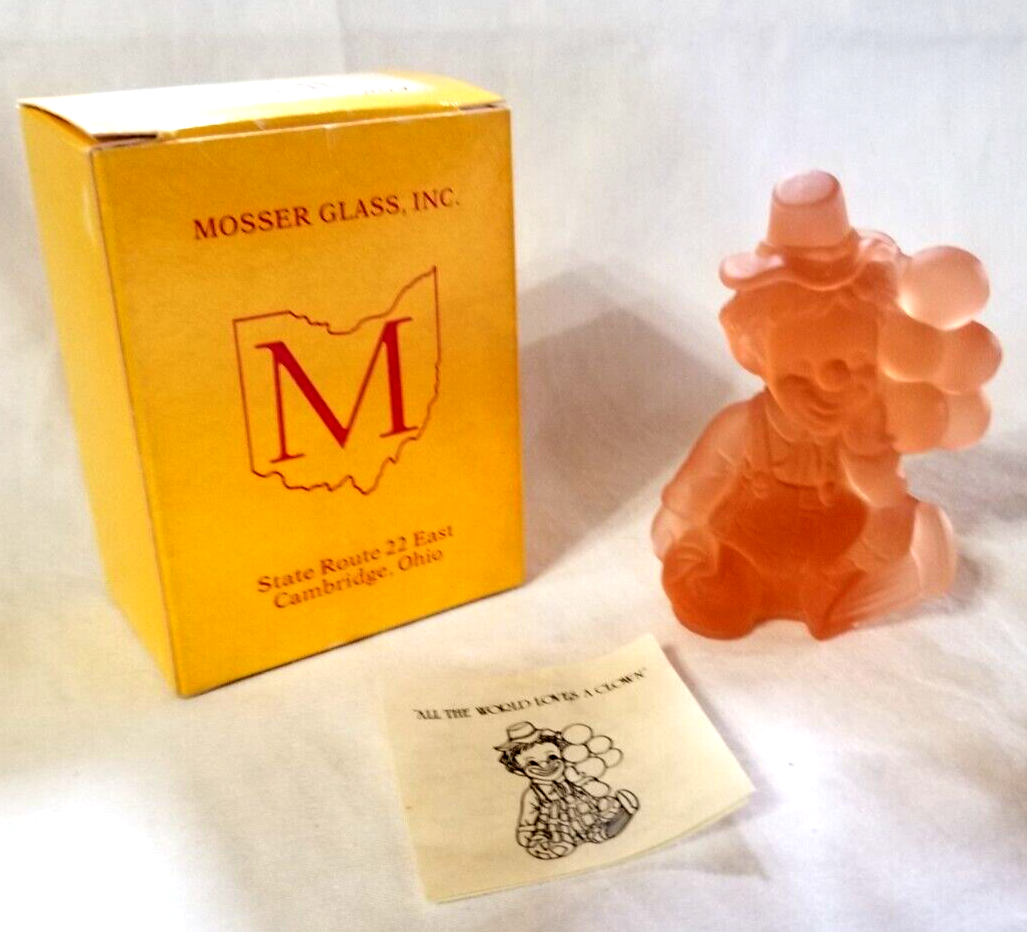 MOSSER GLASS, INC.
M
State Route 22 East
Cambridge, Ohio
"ALL THE WORLD LOVES A CLOWN"